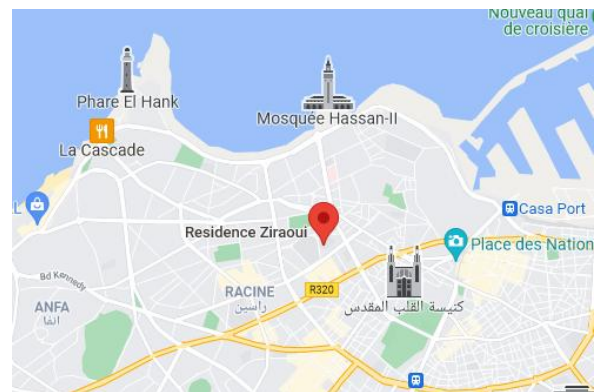 Nouveau quai
de croisière
Phare El Hank
Mosquée Hassan-II
La Cascade
L
Casa Port
Residence Ziraoui
Place des Nation
Bd Kennedy
R320
RACINE
راسين
ANFA
انفا
كنيسة القلب المقدس